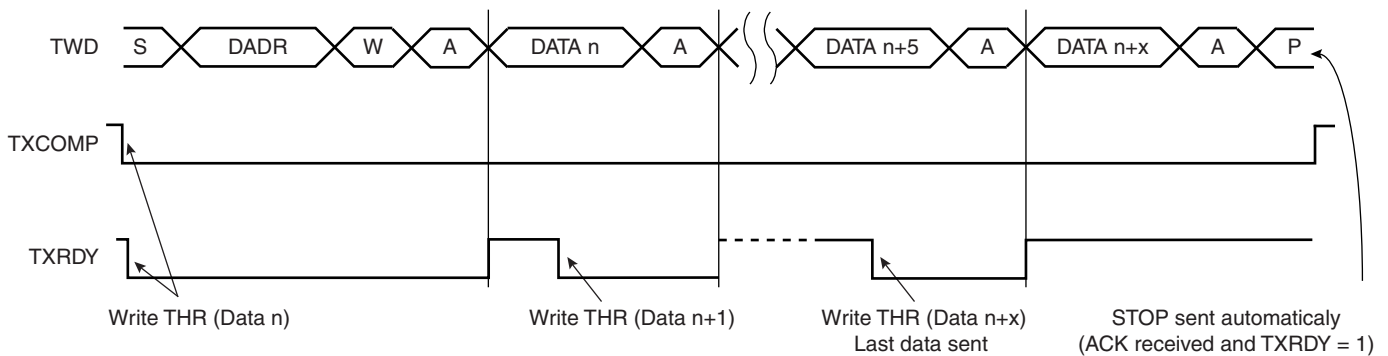 TWD S DADR W A DATA n A DATA n+5 A DATA n+x A P
TXCOMP
TXRDY
Write THR (Data n)
Write THR (Data n+1)
Write THR (Data n+x)
Last data sent
STOP sent automaticaly
(ACK received and TXRDY = 1)